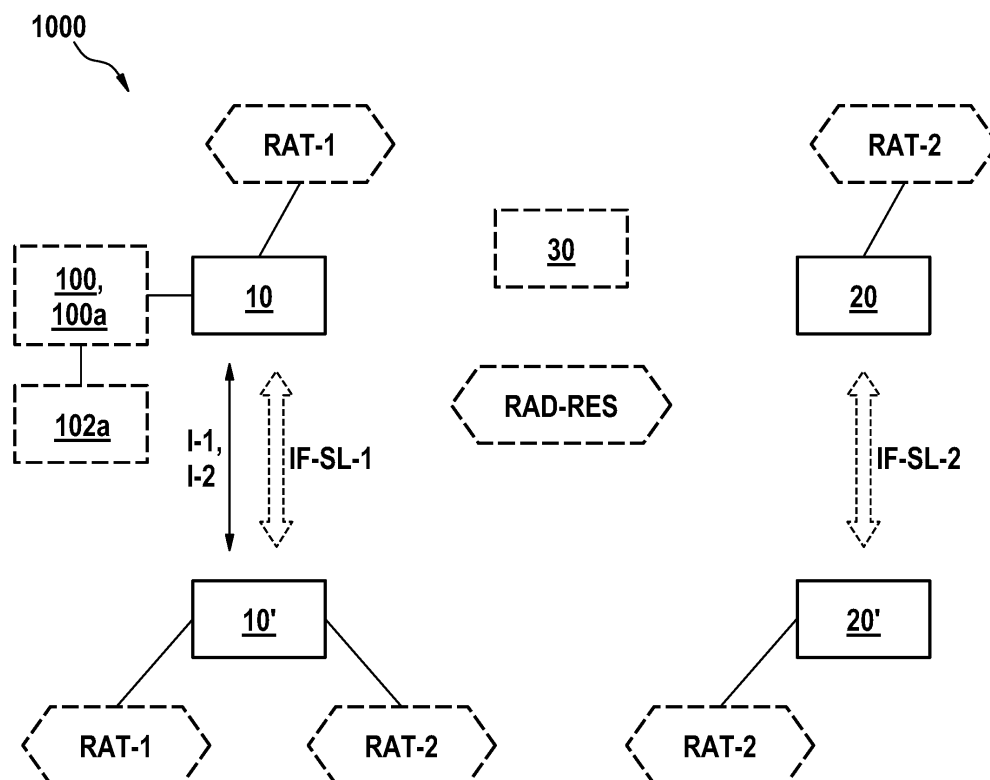 1000
RAT-1
RAT-2
30
100,
100a
10
20
RAD-RES
102a
I-1,
I-2
IF-SL-1
IF-SL-2
10'
20'
RAT-1
RAT-2
RAT-2